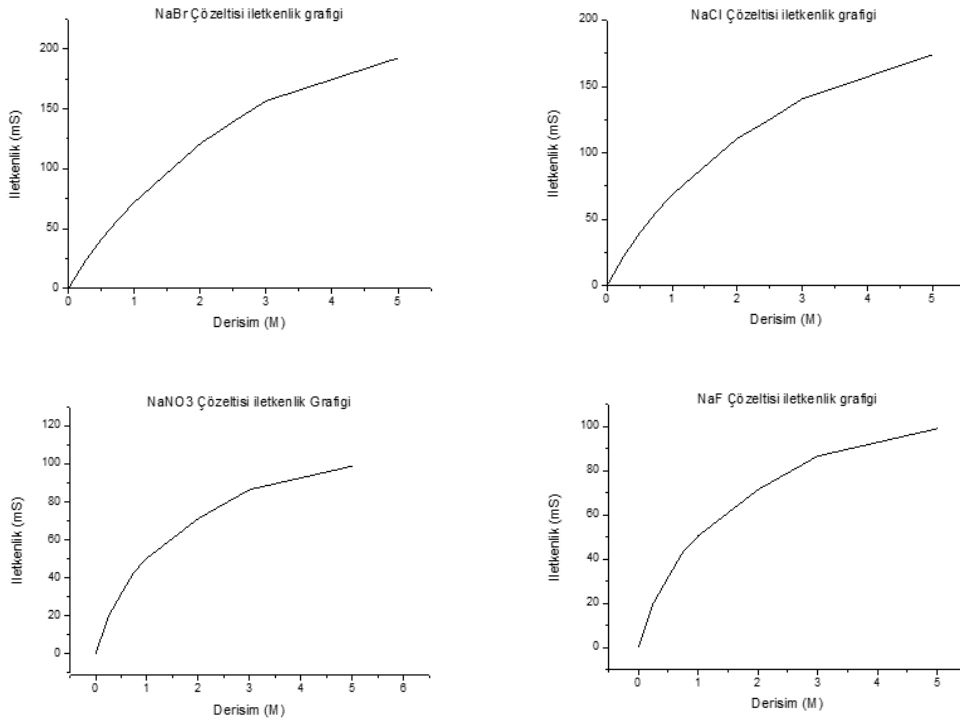 NaBr Çözeltisi iletkenlik grafigi
200
150
100
50
0
Iletkenlik (mS)
0 1 2 3 4 5
Derisim (M)
NaCl Çözeltisi iletkenlik grafigi
200
150
100
50
0
Iletkenlik (mS)
0 1 2 3 4 5
Derisim (M)
NaNO3 Çözeltisi iletkenlik Grafigi
120
100
80
60
40
20
0
Iletkenlik (mS)
0 1 2 3 4 5 6
Derisim (M)
NaF Çözeltisi iletkenlik grafigi
100
80
60
40
20
0
Iletkenlik (mS)
0 1 2 3 4 5
Derisim (M)